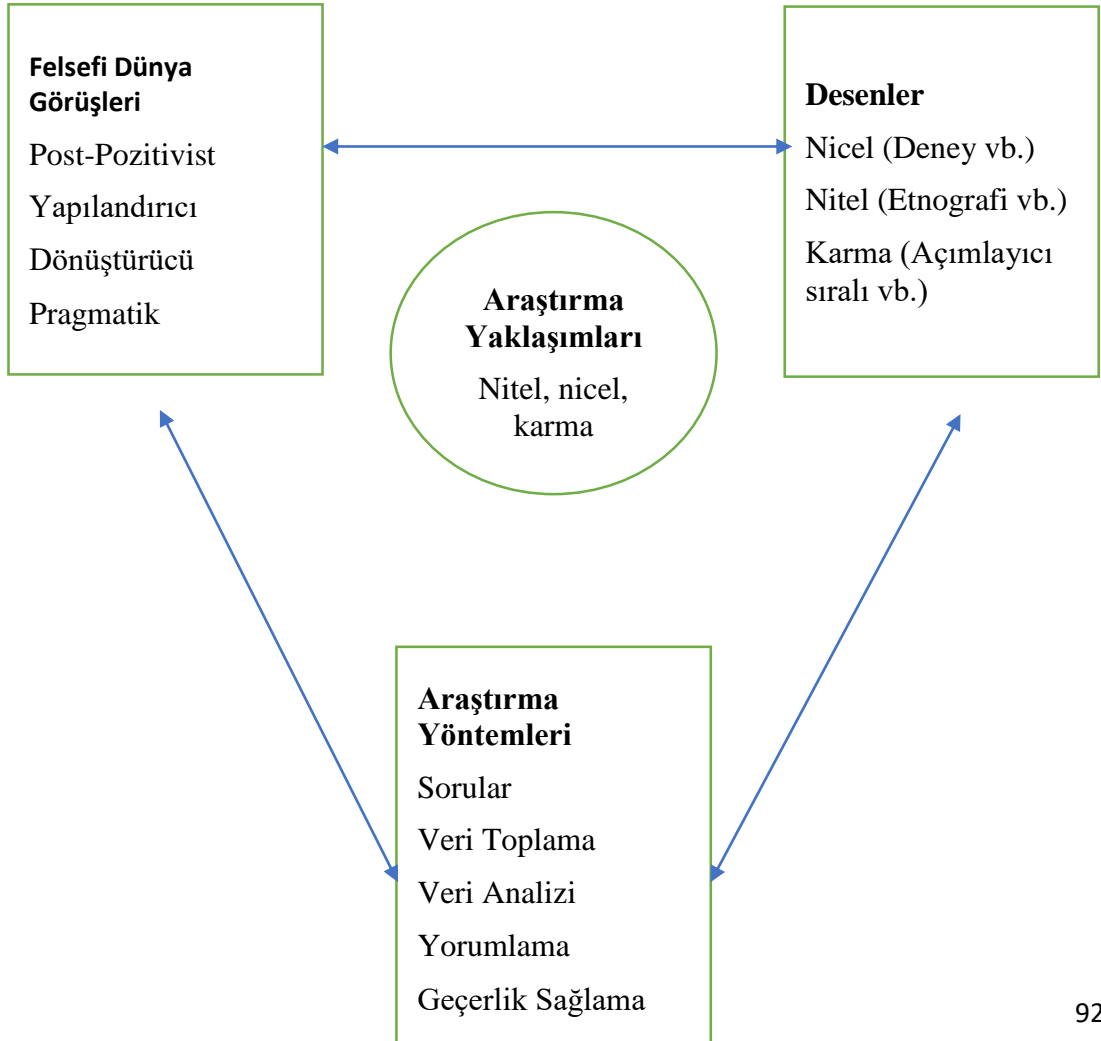 Felsefi Dünya
Görüşleri
Post-Pozitivist
Yapılandırıcı
Dönüştürücü
Pragmatik
Desenler
Nicel (Deney vb.)
Nitel (Etnografi vb.)
Karma (Açımlayıcı
sıralı vb.)
Araştırma
Yaklaşımları
Nitel, nicel,
karma
Araştırma
Yöntemleri
Sorular
Veri Toplama
Veri Analizi
Yorumlama
Geçerlik Sağlama
92